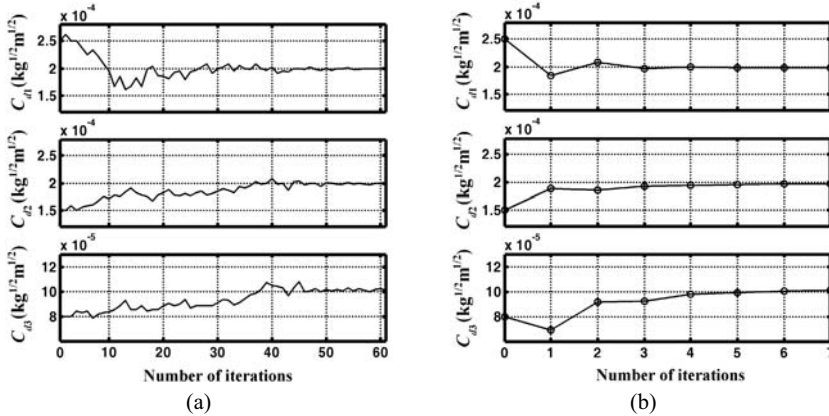 x 10⁻⁴
2.5
2
1.5
C_d1 (kg^1/2 m^1/2)
x 10⁻⁴
2.5
2
1.5
C_d2 (kg^1/2 m^1/2)
x 10⁻⁵
12
10
8
C_d3 (kg^1/2 m^1/2)
0 10 20 30 40 50 60
Number of iterations
(a)
x 10⁻⁴
2.5
2
1.5
C_d1 (kg^1/2 m^1/2)
x 10⁻⁴
2.5
2
1.5
C_d2 (kg^1/2 m^1/2)
x 10⁻⁵
12
10
8
C_d3 (kg^1/2 m^1/2)
0 1 2 3 4 5 6 7
Number of iterations
(b)